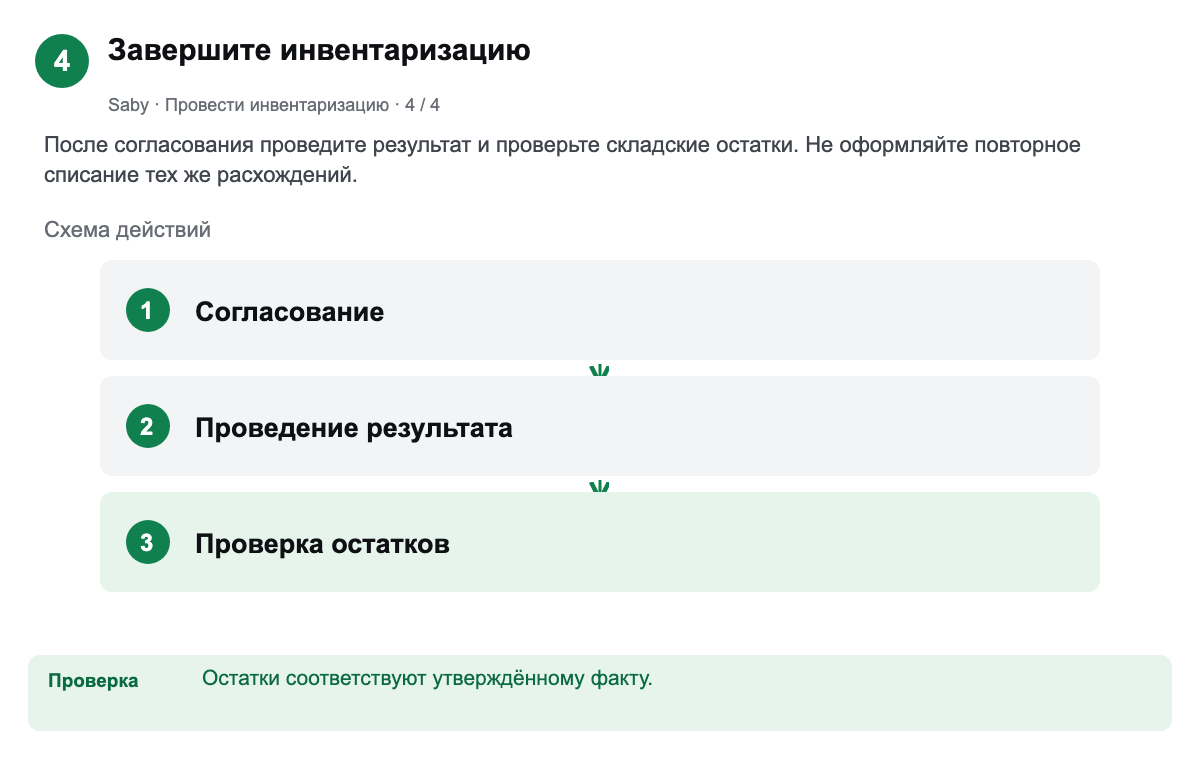 4
Завершите инвентаризацию
Saby · Провести инвентаризацию · 4 / 4
После согласования проведите результат и проверьте складские остатки. Не оформляйте повторное
списание тех же расхождений.
Схема действий
1 Согласование
2 Проведение результата
3 Проверка остатков
Проверка Остатки соответствуют утверждённому факту.